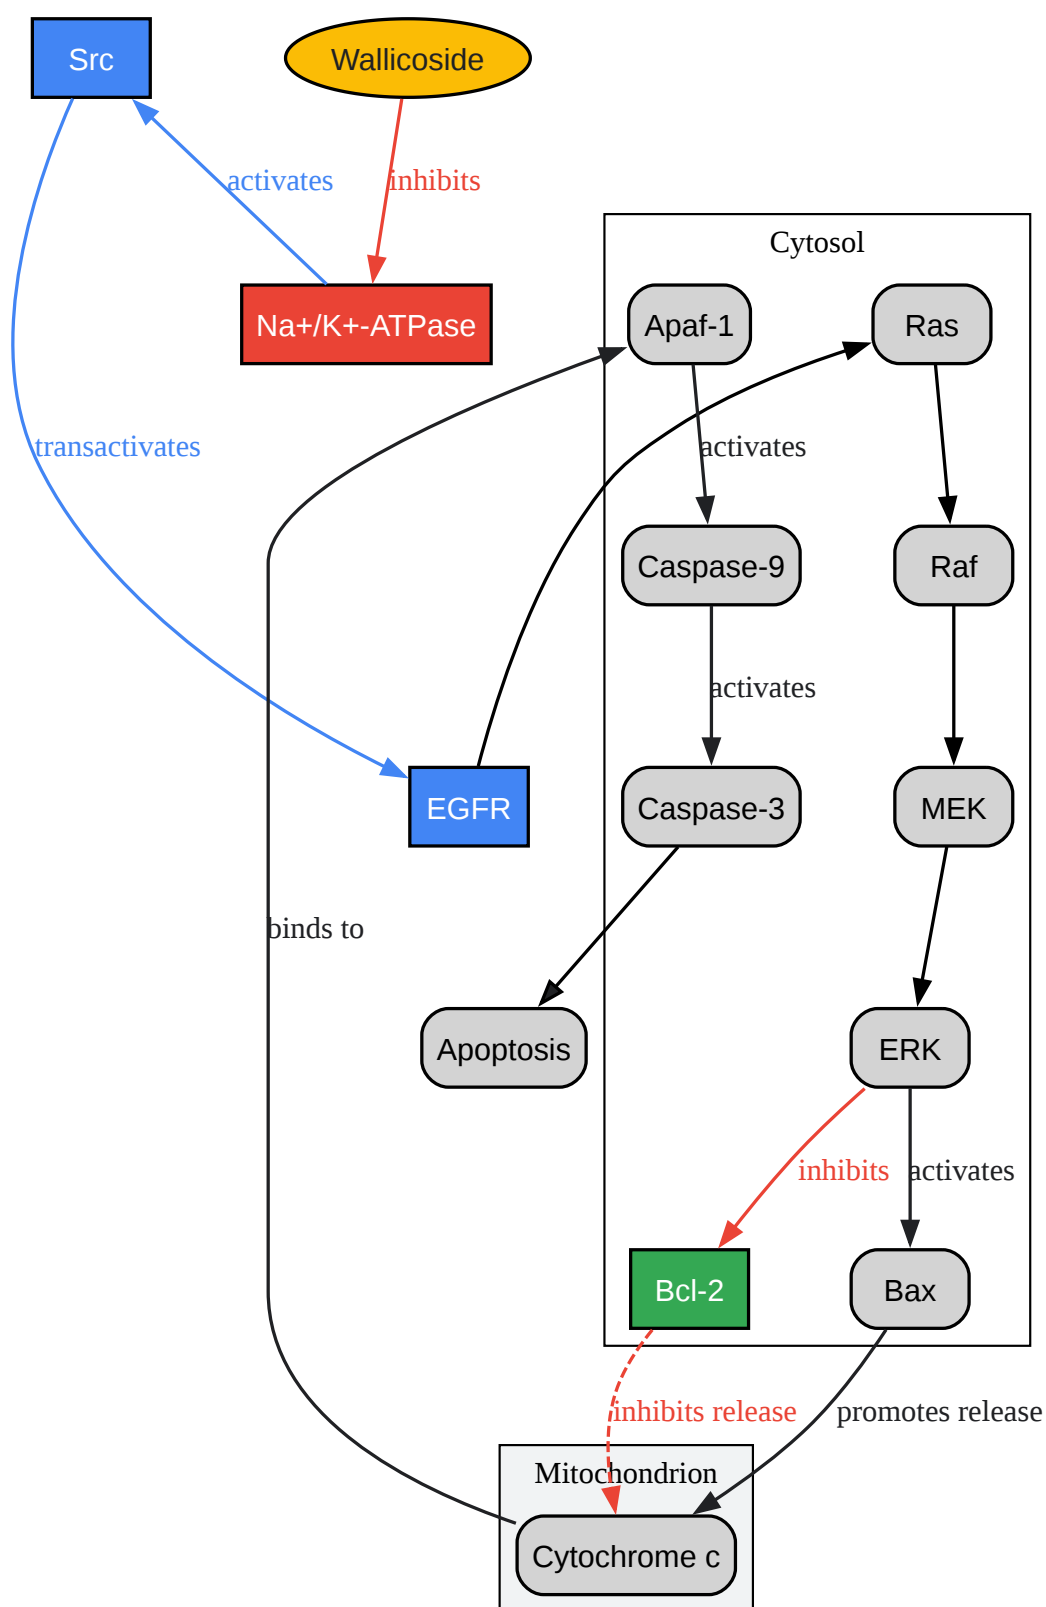 Src
Wallicoside
activates
inhibits
Na+/K+-ATPase
Cytosol
Apaf-1
Ras
transactivates
activates
Caspase-9
Raf
activates
EGFR
Caspase-3
MEK
binds to
Apoptosis
ERK
inhibits
activates
Bcl-2
Bax
inhibits release
promotes release
Mitochondrion
Cytochrome c